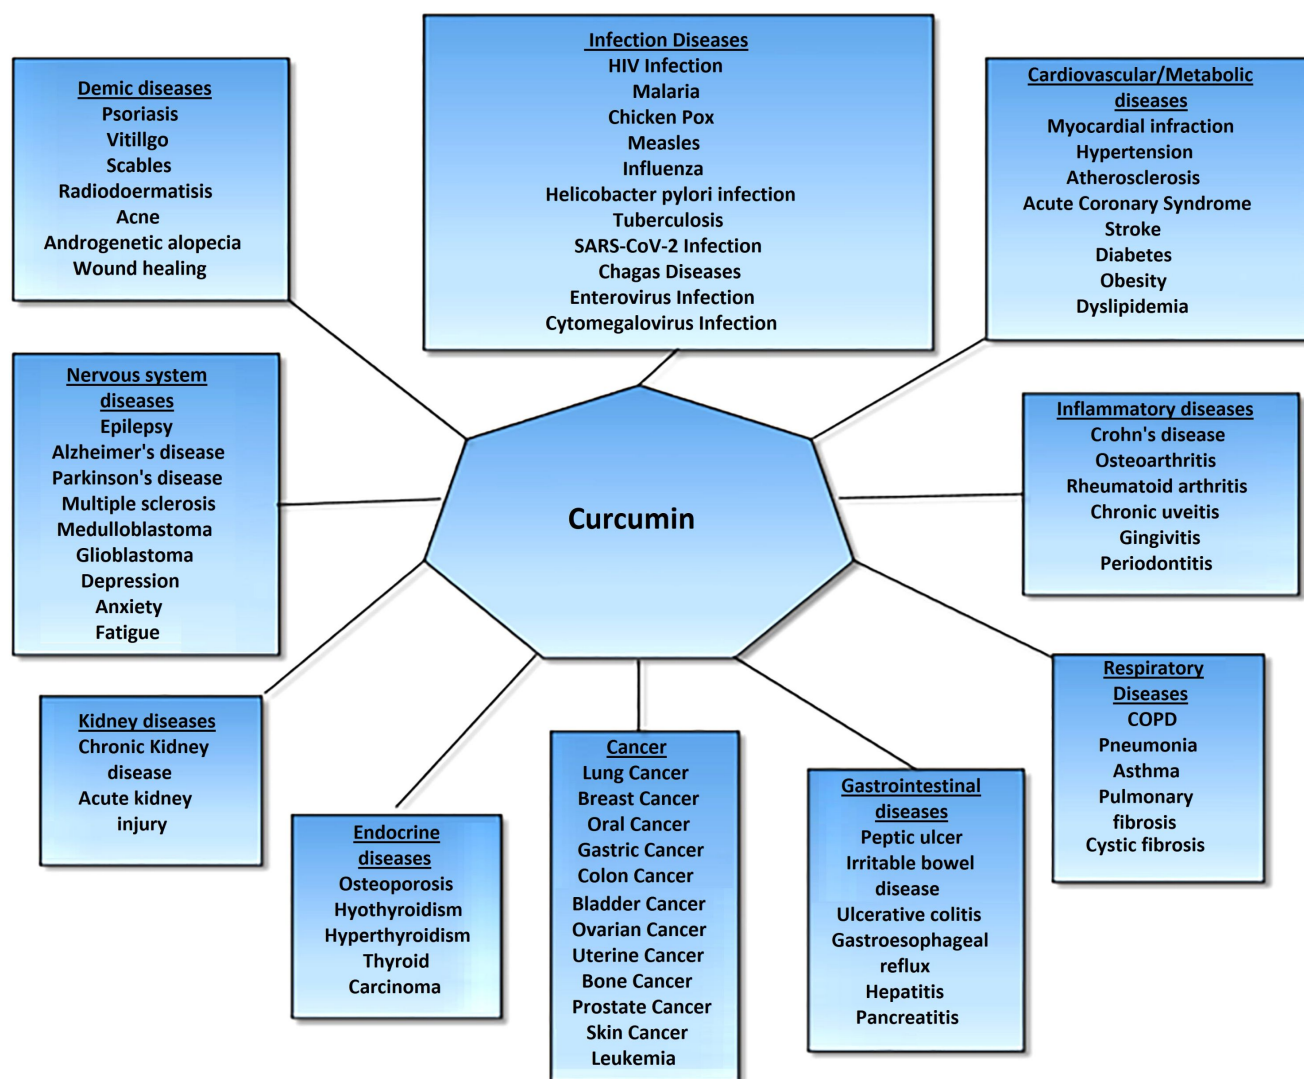 Infection Diseases
HIV Infection
Malaria
Chicken Pox
Measles
Influenza
Helicobacter pylori infection
Tuberculosis
SARS-CoV-2 Infection
Chagas Diseases
Enterovirus Infection
Cytomegalovirus Infection
Demic diseases
Psoriasis
Vitillgo
Scables
Radiodoermatisis
Acne
Androgenetic alopecia
Wound healing
Cardiovascular/Metabolic
diseases
Myocardial infraction
Hypertension
Atherosclerosis
Acute Coronary Syndrome
Stroke
Diabetes
Obesity
Dyslipidemia
Nervous system
diseases
Epilepsy
Alzheimer's disease
Parkinson's disease
Multiple sclerosis
Medulloblastoma
Glioblastoma
Depression
Anxiety
Fatigue
Curcumin
Inflammatory diseases
Crohn's disease
Osteoarthritis
Rheumatoid arthritis
Chronic uveitis
Gingivitis
Periodontitis
Kidney diseases
Chronic Kidney
disease
Acute kidney
injury
Endocrine
diseases
Osteoporosis
Hyothyroidism
Hyperthyroidism
Thyroid
Carcinoma
Cancer
Lung Cancer
Breast Cancer
Oral Cancer
Gastric Cancer
Colon Cancer
Bladder Cancer
Ovarian Cancer
Uterine Cancer
Bone Cancer
Prostate Cancer
Skin Cancer
Leukemia
Gastrointestinal
diseases
Peptic ulcer
Irritable bowel
disease
Ulcerative colitis
Gastroesophageal
reflux
Hepatitis
Pancreatitis
Respiratory
Diseases
COPD
Pneumonia
Asthma
Pulmonary
fibrosis
Cystic fibrosis